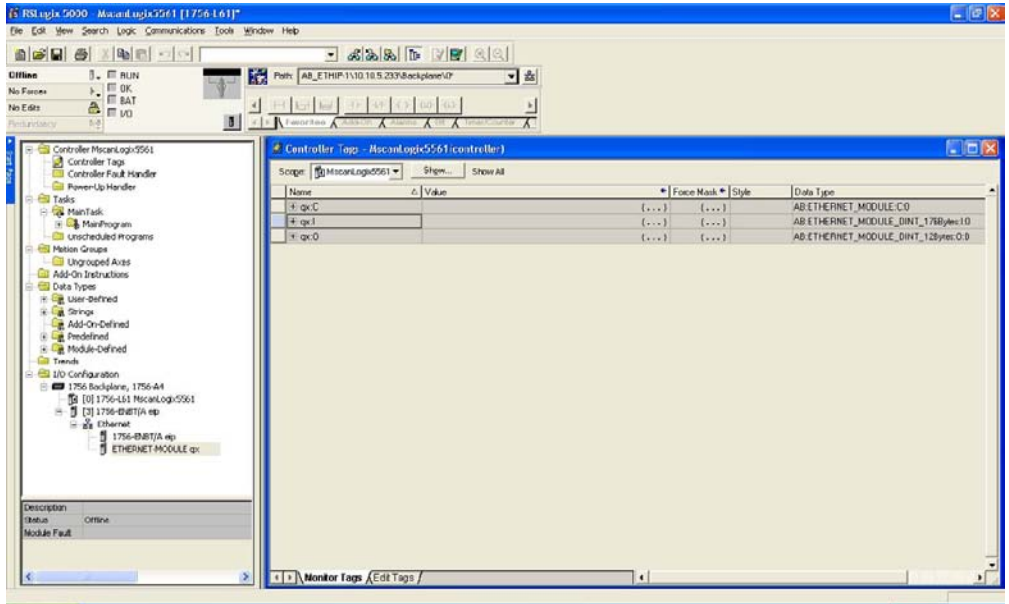 RSLogix 5000 - MscanLogix5561 [1756-L61]*
File Edit View Search Logic Communications Tools Window Help
Offline RUN
No Forces OK
No Edits BAT
I/O
Redundancy
Path: AB_ETHIP-1\10.10.5.233\Backplane\0*
Favorites Add-On Alarms Bit Timer/Counter
Start Page
Controller MscanLogix5561
Controller Tags
Controller Fault Handler
Power-Up Handler
Tasks
MainTask
MainProgram
Unscheduled Programs
Motion Groups
Ungrouped Axes
Add-On Instructions
Data Types
User-Defined
Strings
Add-On-Defined
Predefined
Module-Defined
Trends
I/O Configuration
1756 Backplane, 1756-A4
[0] 1756-L61 MscanLogix5561
[3] 1756-ENBT/A eip
Ethernet
1756-ENBT/A eip
ETHERNET-MODULE qx
Description
Status Offline
Module Fault
Controller Tags - MscanLogix5561(controller)
Scope: MscanLogix5561 Show... Show All
Name Value Force Mask Style Data Type
qx:C {...} {...} AB:ETHERNET_MODULE:C:0
qx:I {...} {...} AB:ETHERNET_MODULE_DINT_176Bytes:I:0
qx:O {...} {...} AB:ETHERNET_MODULE_DINT_12Bytes:O:0
Monitor Tags Edit Tags